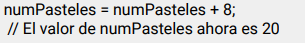 numPasteles = numPasteles + 8;
// El valor de numPasteles ahora es 20